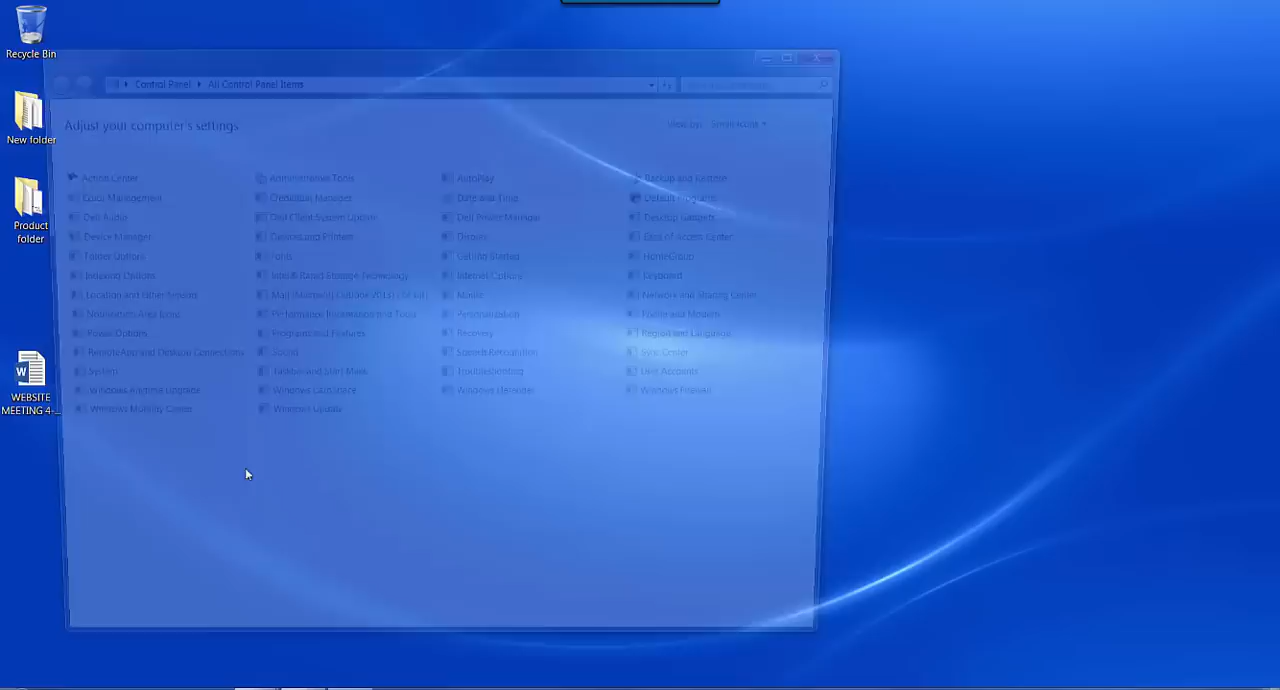 Recycle Bin
New folder
Product
folder
WEBSITE
MEETING 4-...
Control Panel
All Control Panel Items
Adjust your computer's settings
View by: Small icons
Action Center
Administrative Tools
AutoPlay
Backup and Restore
Color Management
Credential Manager
Date and Time
Default Programs
Dell Audio
Dell Client System Update
Dell Power Manager
Desktop Gadgets
Device Manager
Devices and Printers
Display
Ease of Access Center
Folder Options
Fonts
Getting Started
HomeGroup
Indexing Options
Intel® Rapid Storage Technology
Internet Options
Keyboard
Location and Other Sensors
Mail (Microsoft Outlook 2013) (32-bit)
Mouse
Network and Sharing Center
Notification Area Icons
Performance Information and Tools
Personalization
Phone and Modem
Power Options
Programs and Features
Recovery
Region and Language
RemoteApp and Desktop Connections
Sound
Speech Recognition
Sync Center
System
Taskbar and Start Menu
Troubleshooting
User Accounts
Windows Anytime Upgrade
Windows CardSpace
Windows Defender
Windows Firewall
Windows Mobility Center
Windows Update